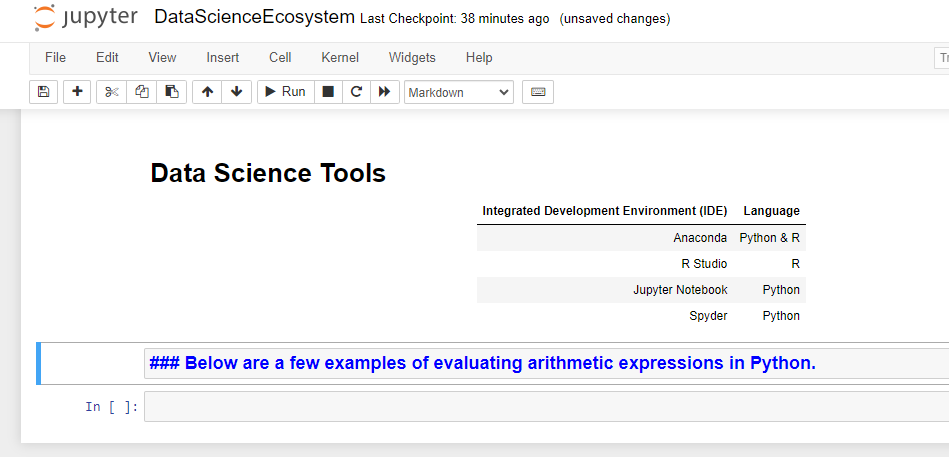 jupyter DataScienceEcosystem Last Checkpoint: 38 minutes ago (unsaved changes)
File Edit View Insert Cell Kernel Widgets Help Tr
Run Markdown
Data Science Tools
Integrated Development Environment (IDE) Language
Anaconda Python & R
R Studio R
Jupyter Notebook Python
Spyder Python
### Below are a few examples of evaluating arithmetic expressions in Python.
In [ ]: